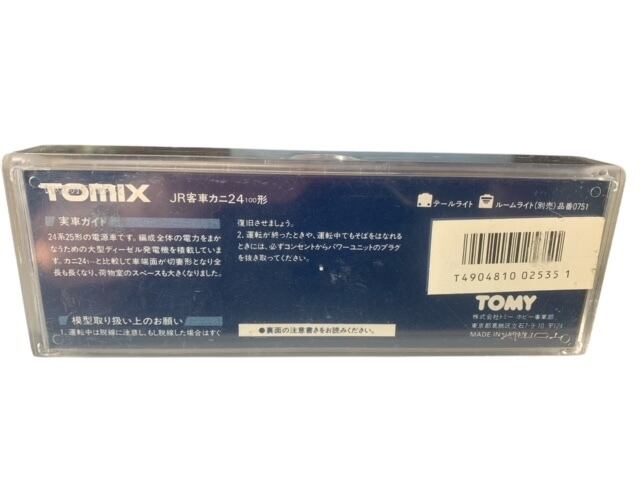 TOMIX
JR客車カニ24100形
テールライト
ルームライト(別売)品番0751
実車ガイド
24系25形の電源車です。編成全体の電力をまか
なうための大型ディーゼル発電機を積載していま
す。カニ24と比較して車端面が切妻形となり全
長も長くなり、荷物室のスペースも大きくなりました。
模型取り扱い上のお願い
1.運転中は脱線に注意し、もし脱線した場合はすぐ
復旧させましょう。
2.運転が終ったときや、運転中でもそばをはなれる
ときには、必ずコンセントからパワーユニットのプラグ
を抜き取ってください。
●裏面の注意書きをお読みください。
T4904810 02535 1
TOMY
株式会社トミー ホビー事業部
東京都葛飾区立石7-9-10 〒124
MADE IN